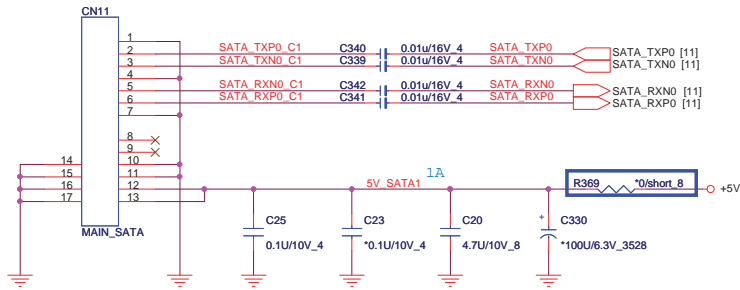 CN11
1
2 SATA_TXP0_C1 C340 0.01u/16V_4 SATA_TXP0 SATA_TXP0 [11]
3 SATA_TXN0_C1 C339 0.01u/16V_4 SATA_TXN0 SATA_TXN0 [11]
4
5 SATA_RXN0_C1 C342 0.01u/16V_4 SATA_RXN0 SATA_RXN0 [11]
6 SATA_RXP0_C1 C341 0.01u/16V_4 SATA_RXP0 SATA_RXP0 [11]
7
8
9
14 10
15 11
16 12
17 13
MAIN_SATA
5V_SATA1
1A
R369 *0/short_8
+5V
C25
0.1U/10V_4
C23
*0.1U/10V_4
C20
4.7U/10V_8
+
C330
*100U/6.3V_3528